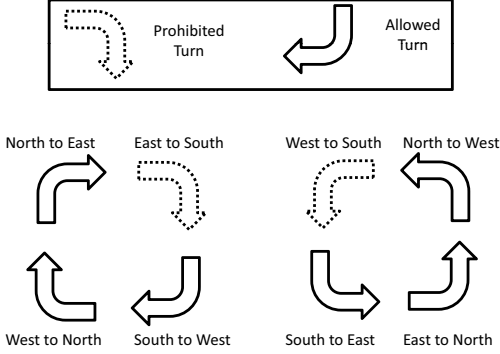 Prohibited
Turn
Allowed
Turn
North to East
East to South
West to South
North to West
West to North
South to West
South to East
East to North